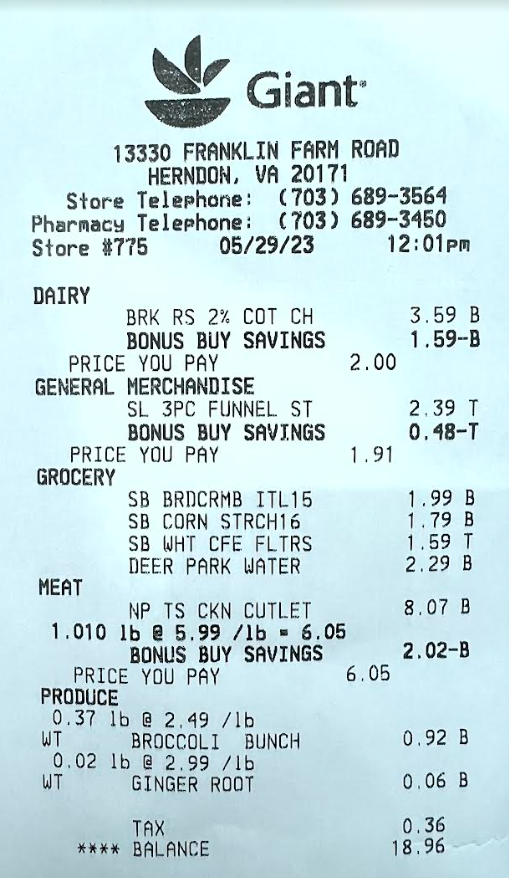 Giant
13330 FRANKLIN FARM ROAD
HERNDON, VA 20171
Store Telephone: (703) 689-3564
Pharmacy Telephone: (703) 689-3450
Store #775 05/29/23 12:01pm
DAIRY
BRK RS 2% COT CH 3.59 B
BONUS BUY SAVINGS 1.59-B
PRICE YOU PAY 2.00
GENERAL MERCHANDISE
SL 3PC FUNNEL ST 2.39 T
BONUS BUY SAVINGS 0.48-T
PRICE YOU PAY 1.91
GROCERY
SB BRDCRMB ITL15 1.99 B
SB CORN STRCH16 1.79 B
SB WHT CFE FLTRS 1.59 T
DEER PARK WATER 2.29 B
MEAT
NP TS CKN CUTLET 8.07 B
1.010 lb @ 5.99 /lb = 6.05
BONUS BUY SAVINGS 2.02-B
PRICE YOU PAY 6.05
PRODUCE
0.37 lb @ 2.49 /lb
WT BROCCOLI BUNCH 0.92 B
0.02 lb @ 2.99 /lb
WT GINGER ROOT 0.06 B
TAX 0.36
**** BALANCE 18.96